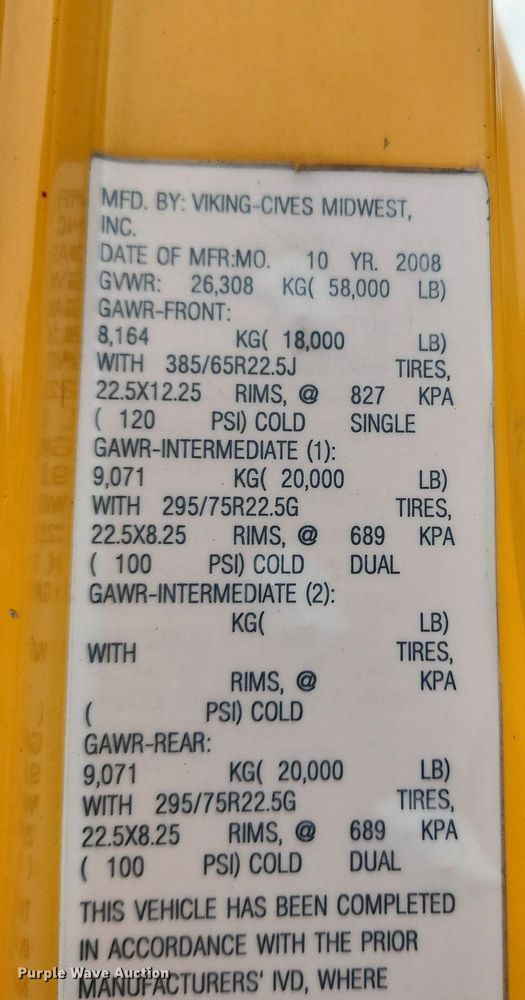 MFD. BY: VIKING-CIVES MIDWEST,
INC.
DATE OF MFR:MO. 10 YR. 2008
GVWR: 26,308 KG( 58,000 LB)
GAWR-FRONT:
8,164 KG( 18,000 LB)
WITH 385/65R22.5J TIRES,
22.5X12.25 RIMS, @ 827 KPA
( 120 PSI) COLD SINGLE
GAWR-INTERMEDIATE (1):
9,071 KG( 20,000 LB)
WITH 295/75R22.5G TIRES,
22.5X8.25 RIMS, @ 689 KPA
( 100 PSI) COLD DUAL
GAWR-INTERMEDIATE (2):
KG( LB)
WITH TIRES,
RIMS, @ KPA
( PSI) COLD
GAWR-REAR:
9,071 KG( 20,000 LB)
WITH 295/75R22.5G TIRES,
22.5X8.25 RIMS, @ 689 KPA
( 100 PSI) COLD DUAL
THIS VEHICLE HAS BEEN COMPLETED
IN ACCORDANCE WITH THE PRIOR
MANUFACTURERS' IVD, WHERE
Purple Wave Auction